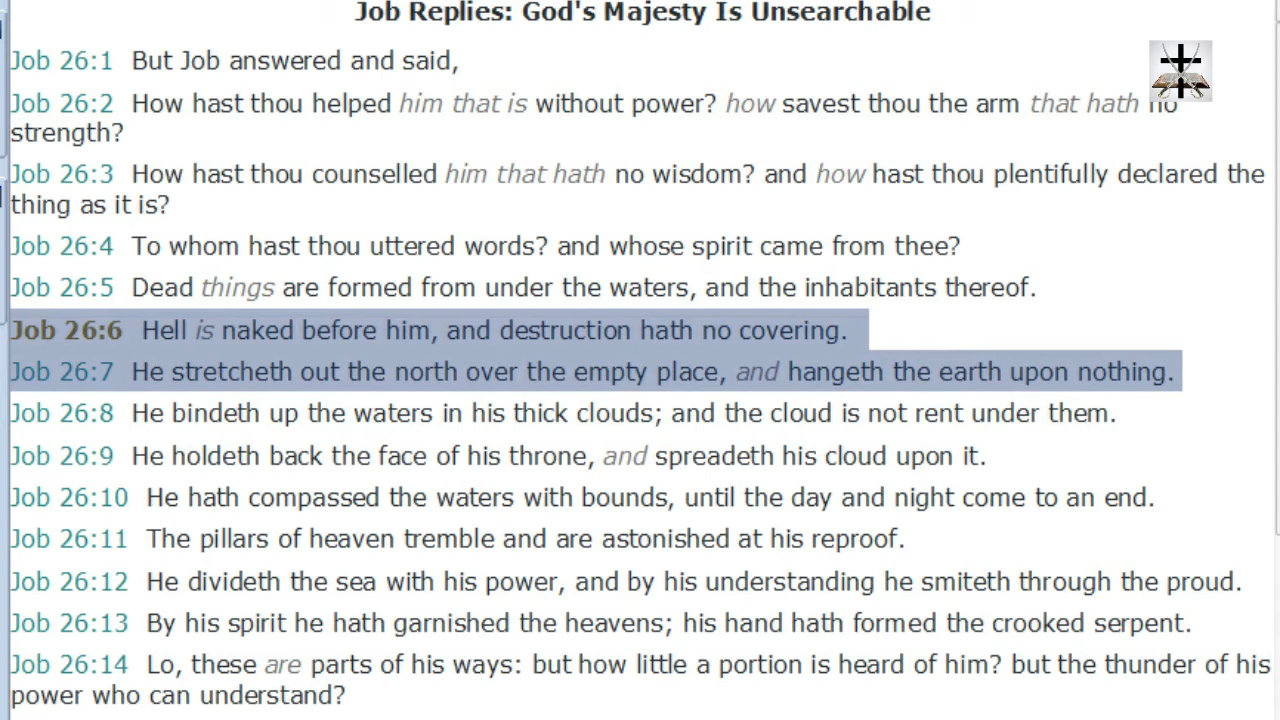 Job Replies: God's Majesty Is Unsearchable
Job 26:1 But Job answered and said,
Job 26:2 How hast thou helped him that is without power? how savest thou the arm that hath no
strength?
Job 26:3 How hast thou counselled him that hath no wisdom? and how hast thou plentifully declared the
thing as it is?
Job 26:4 To whom hast thou uttered words? and whose spirit came from thee?
Job 26:5 Dead things are formed from under the waters, and the inhabitants thereof.
Job 26:6 Hell is naked before him, and destruction hath no covering.
Job 26:7 He stretcheth out the north over the empty place, and hangeth the earth upon nothing.
Job 26:8 He bindeth up the waters in his thick clouds; and the cloud is not rent under them.
Job 26:9 He holdeth back the face of his throne, and spreadeth his cloud upon it.
Job 26:10 He hath compassed the waters with bounds, until the day and night come to an end.
Job 26:11 The pillars of heaven tremble and are astonished at his reproof.
Job 26:12 He divideth the sea with his power, and by his understanding he smiteth through the proud.
Job 26:13 By his spirit he hath garnished the heavens; his hand hath formed the crooked serpent.
Job 26:14 Lo, these are parts of his ways: but how little a portion is heard of him? but the thunder of his
power who can understand?